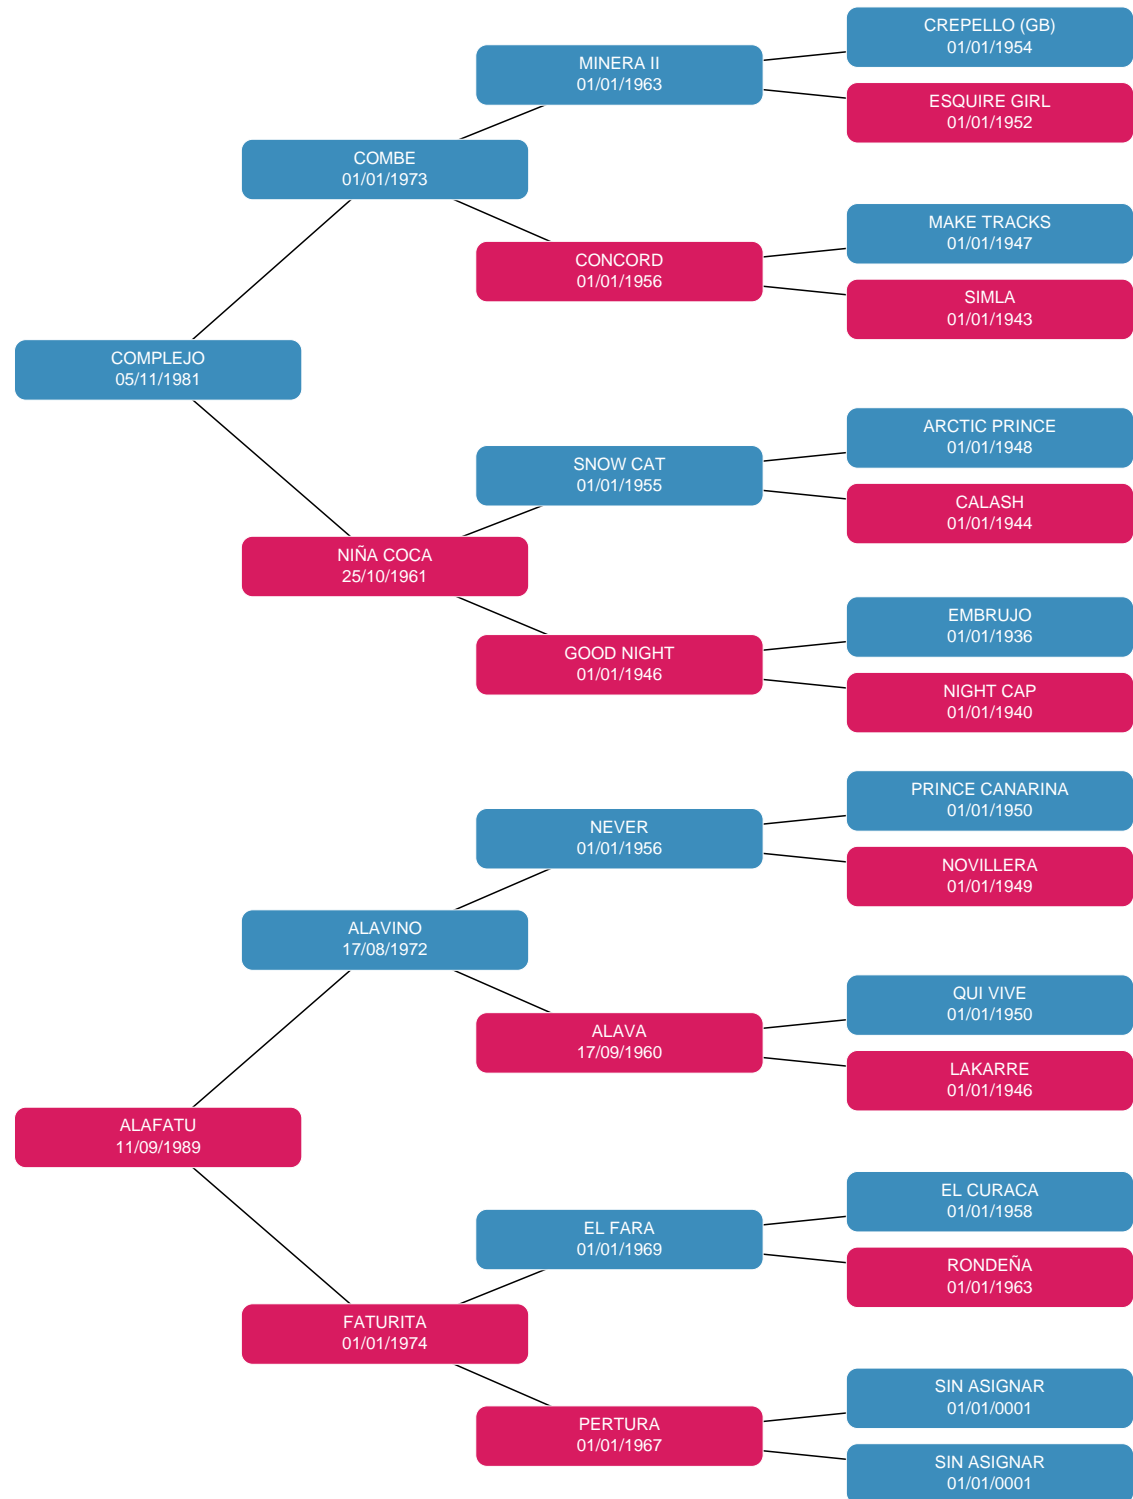 CREPELLO (GB)
01/01/1954
MINERA II
01/01/1963
ESQUIRE GIRL
01/01/1952
COMBE
01/01/1973
MAKE TRACKS
01/01/1947
CONCORD
01/01/1956
SIMLA
01/01/1943
COMPLEJO
05/11/1981
ARCTIC PRINCE
01/01/1948
SNOW CAT
01/01/1955
CALASH
01/01/1944
NIÑA COCA
25/10/1961
EMBRUJO
01/01/1936
GOOD NIGHT
01/01/1946
NIGHT CAP
01/01/1940
PRINCE CANARINA
01/01/1950
NEVER
01/01/1956
NOVILLERA
01/01/1949
ALAVINO
17/08/1972
QUI VIVE
01/01/1950
ALAVA
17/09/1960
LAKARRE
01/01/1946
ALAFATU
11/09/1989
EL CURACA
01/01/1958
EL FARA
01/01/1969
RONDEÑA
01/01/1963
FATURITA
01/01/1974
SIN ASIGNAR
01/01/0001
PERTURA
01/01/1967
SIN ASIGNAR
01/01/0001